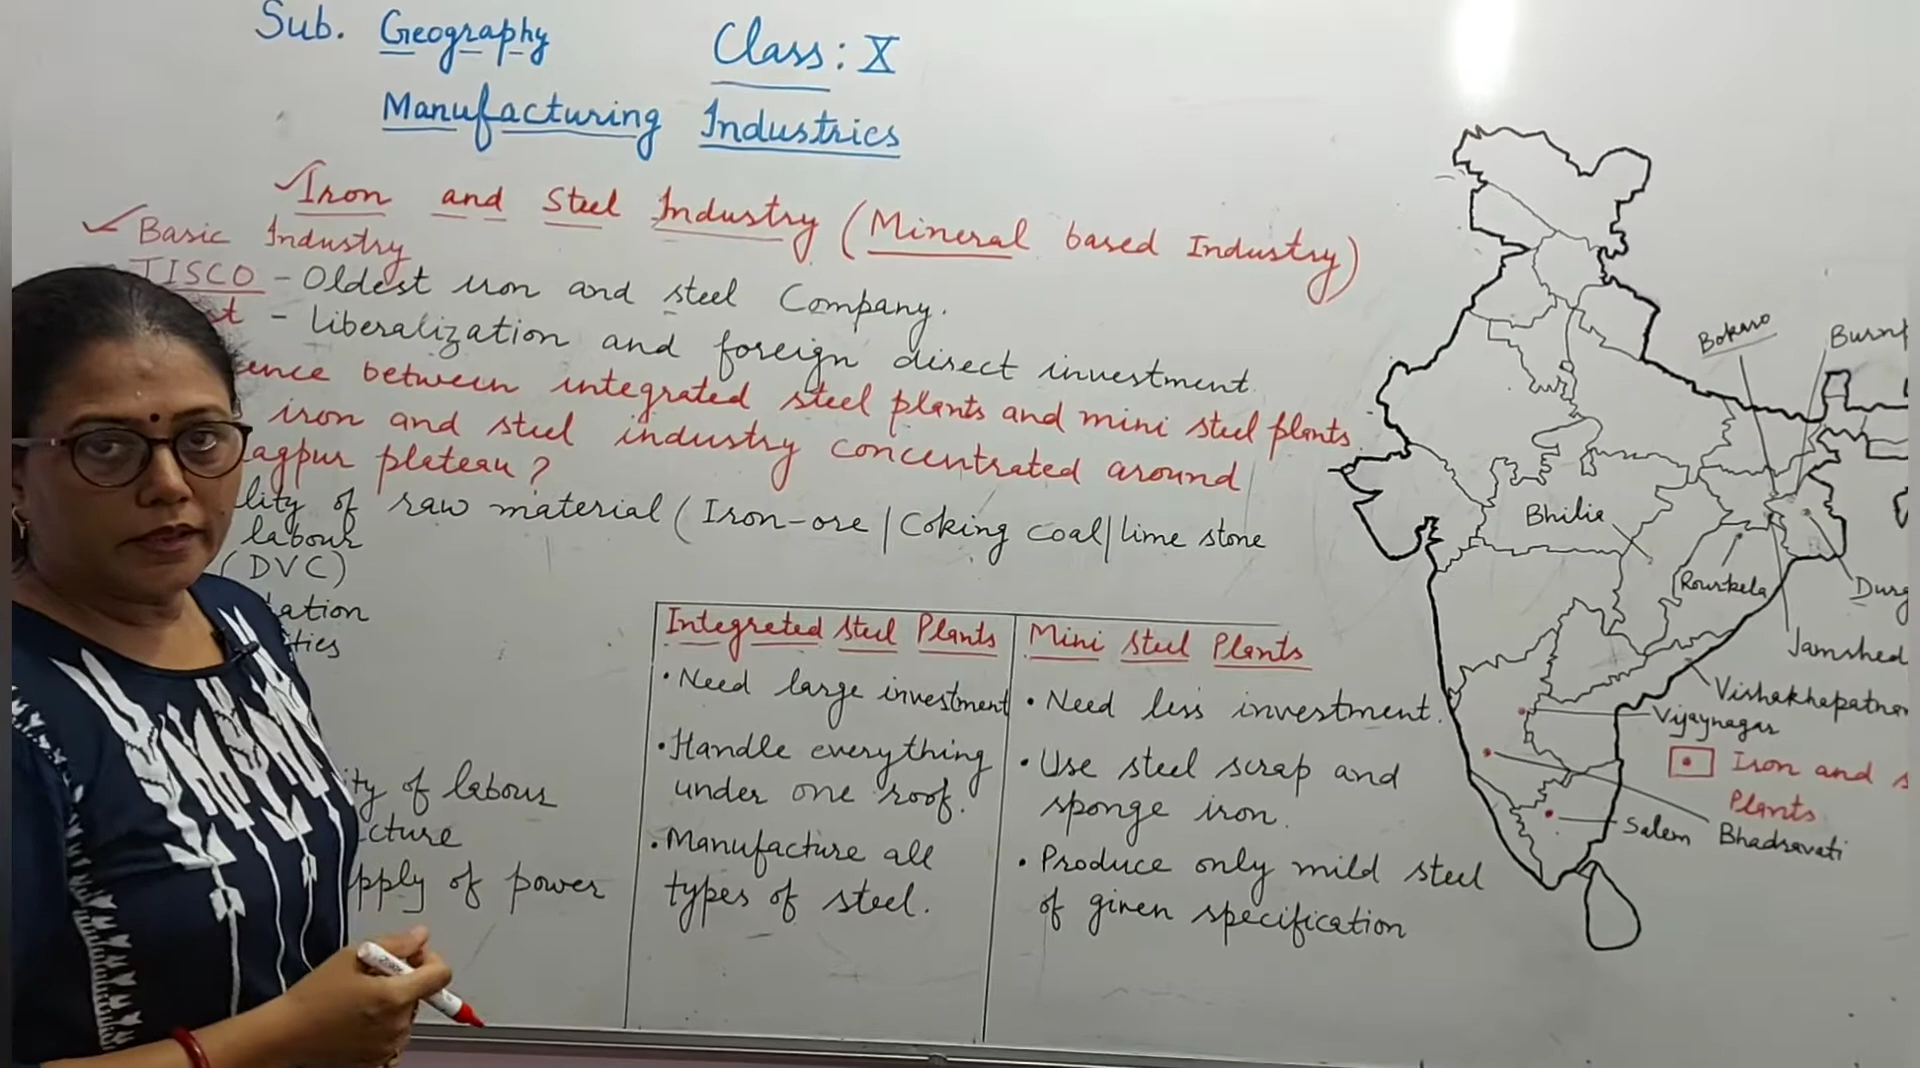 Sub. Geography Class: X
Manufacturing Industries
✓Iron and Steel Industry (Mineral based Industry)
✓Basic Industry
TISCO - Oldest iron and steel Company.
- liberalization and foreign direct investment.
between integrated steel plants and mini steel plants.
iron and steel industry concentrated around
plateau?
of raw material (Iron-ore | Coking coal | lime stone
labour
(DVC)
of labour
of power
Integreted Steel Plants
• Need large investment
• Handle everything
under one roof.
• Manufacture all
types of steel.
Mini Steel Plants
• Need less investment.
• Use steel scrap and
sponge iron.
• Produce only mild steel
of given specification
Bokaro
Bhilia
Rourkela
Vijaynagar
Iron and
Plants
Salem
Bhadravati